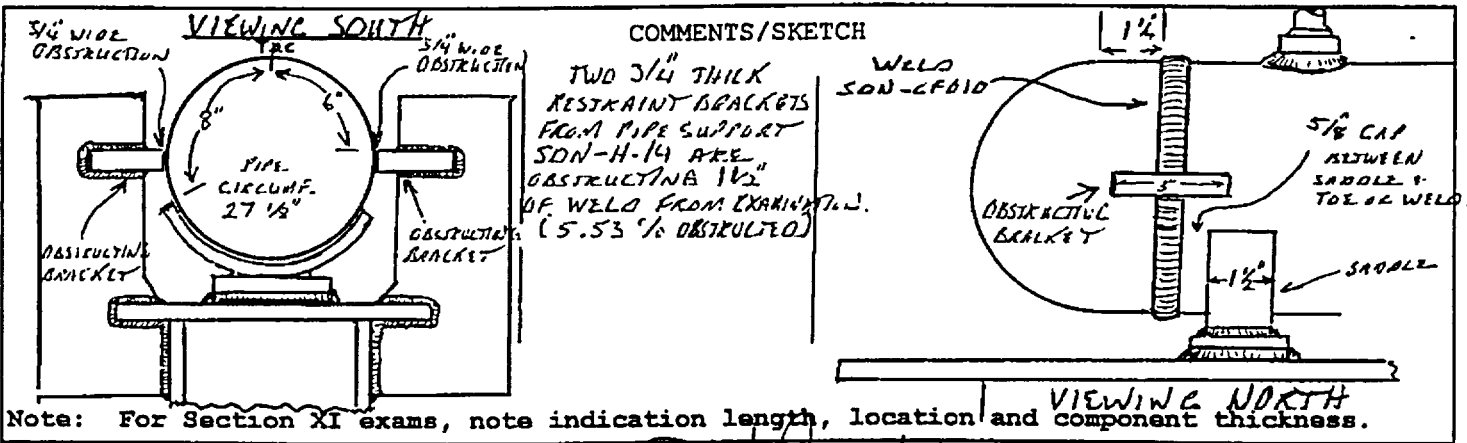 VIEWING SOUTH
COMMENTS/SKETCH
3/4" WIDE
OBSTRUCTION
TDC
3/4" WIDE
OBSTRUCTION
8"
6"
PIPE
CIRCUMF.
27 1/2"
OBSTRUCTING
BRACKET
OBSTRUCTING
BRACKET
TWO 3/4" THICK
RESTRAINT BRACKETS
FROM PIPE SUPPORT
ARE
OBSTRUCTING 1 1/2"
OF WELD FROM EXAMINATION.
(5.53 % OBSTRUCTED)
1 1/4"
WELD
5/8 GAP
BETWEEN
SADDLE &
TOE OF WELD
5"
OBSTRUCTING
BRACKET
1 1/2"
SADDLE
VIEWING NORTH
Note: For Section XI exams, note indication length, location and component thickness.